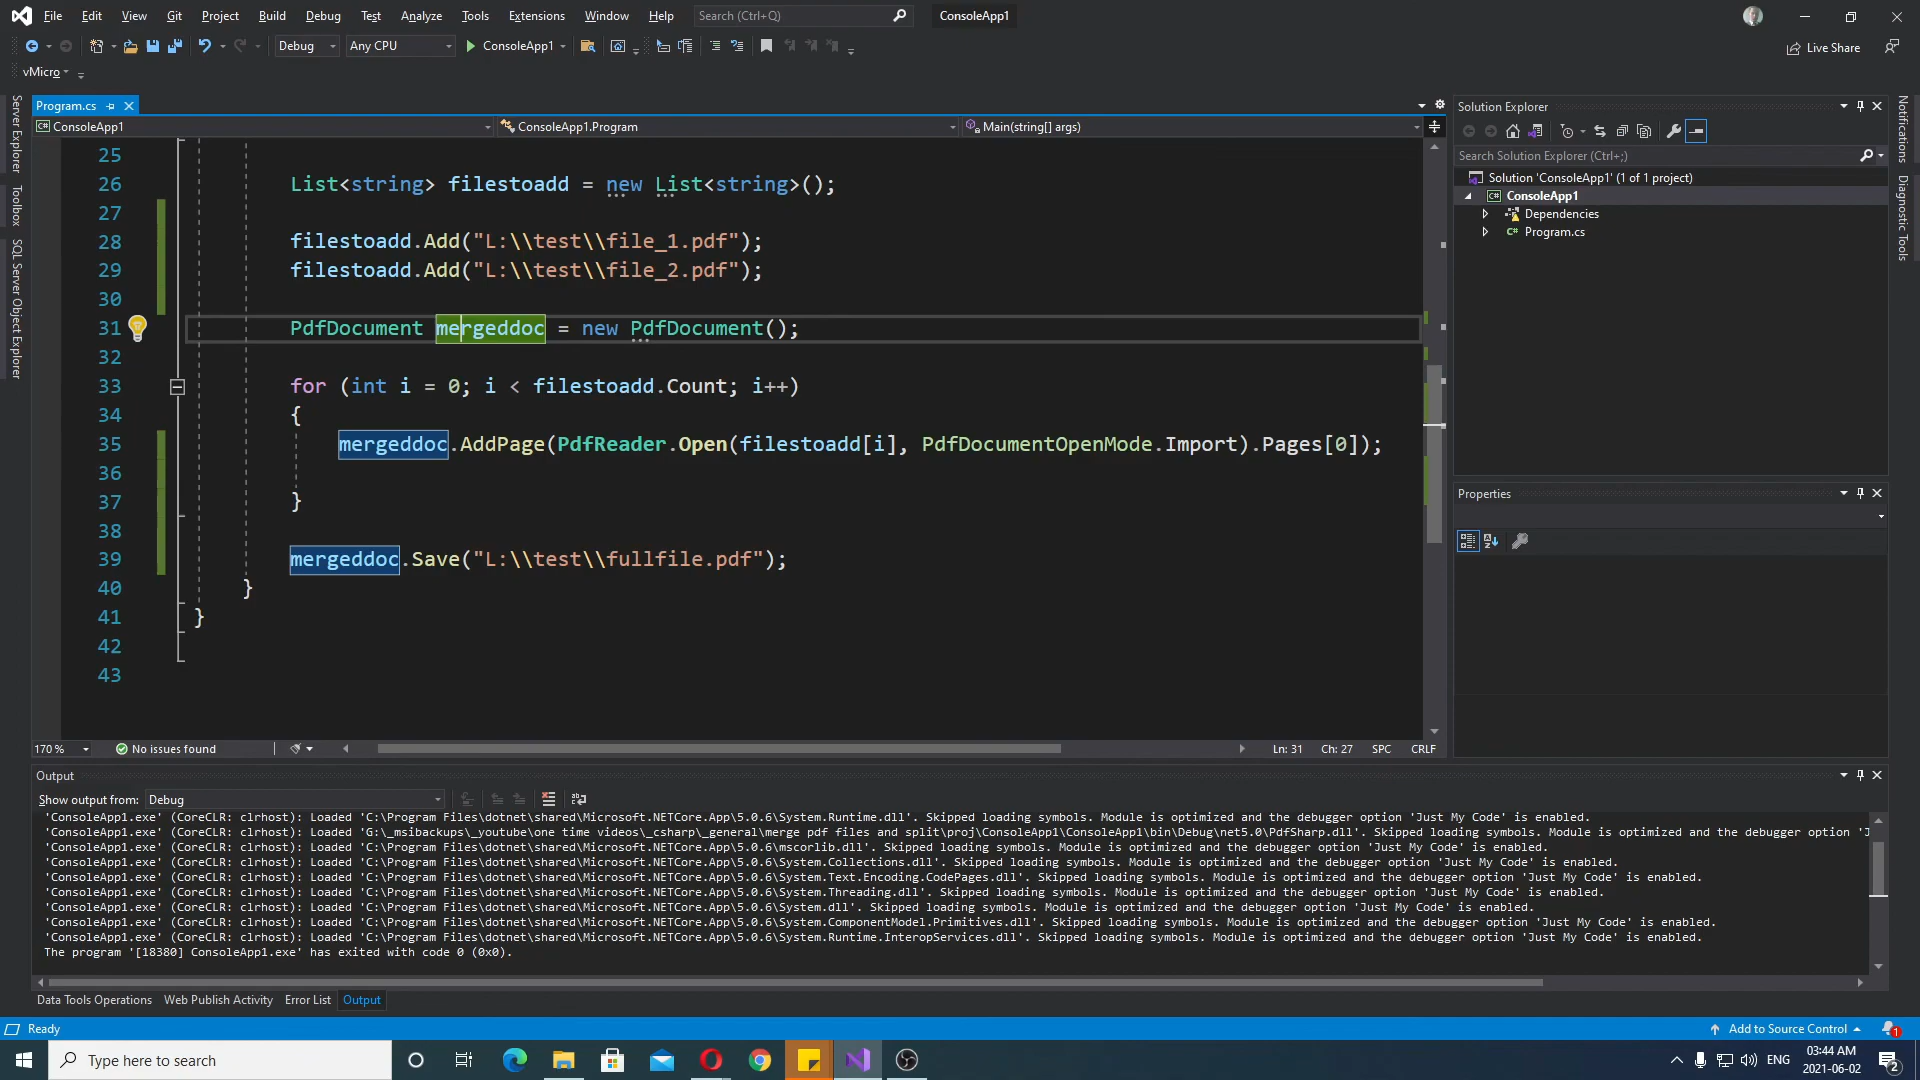 File Edit View Git Project Build Debug Test Analyze Tools Extensions Window Help Search (Ctrl+Q) ConsoleApp1
Debug Any CPU ConsoleApp1 Live Share
vMicro
Server Explorer
Toolbox
SQL Server Object Explorer
Program.cs
ConsoleApp1 ConsoleApp1.Program Main(string[] args)
25
26 List<string> filestoadd = new List<string>();
27
28 filestoadd.Add("L:\\test\\file_1.pdf");
29 filestoadd.Add("L:\\test\\file_2.pdf");
30
31 PdfDocument mergeddoc = new PdfDocument();
32
33 for (int i = 0; i < filestoadd.Count; i++)
34 {
35 mergeddoc.AddPage(PdfReader.Open(filestoadd[i], PdfDocumentOpenMode.Import).Pages[0]);
36
37 }
38
39 mergeddoc.Save("L:\\test\\fullfile.pdf");
40 }
41 }
42
43
170 % No issues found Ln: 31 Ch: 27 SPC CRLF
Solution Explorer
Search Solution Explorer (Ctrl+;)
Solution 'ConsoleApp1' (1 of 1 project)
ConsoleApp1
Dependencies
C# Program.cs
Properties
Notifications
Diagnostic Tools
Output
Show output from: Debug
'ConsoleApp1.exe' (CoreCLR: clrhost): Loaded 'C:\Program Files\dotnet\shared\Microsoft.NETCore.App\5.0.6\System.Runtime.dll'. Skipped loading symbols. Module is optimized and the debugger option 'Just My Code' is enabled.
'ConsoleApp1.exe' (CoreCLR: clrhost): Loaded 'G:\_msibackups\_youtube\one time videos\_csharp\_general\merge pdf files and split\proj\ConsoleApp1\ConsoleApp1\bin\Debug\net5.0\PdfSharp.dll'. Skipped loading symbols. Module is optimized and the debugger option 'J
'ConsoleApp1.exe' (CoreCLR: clrhost): Loaded 'C:\Program Files\dotnet\shared\Microsoft.NETCore.App\5.0.6\mscorlib.dll'. Skipped loading symbols. Module is optimized and the debugger option 'Just My Code' is enabled.
'ConsoleApp1.exe' (CoreCLR: clrhost): Loaded 'C:\Program Files\dotnet\shared\Microsoft.NETCore.App\5.0.6\System.Collections.dll'. Skipped loading symbols. Module is optimized and the debugger option 'Just My Code' is enabled.
'ConsoleApp1.exe' (CoreCLR: clrhost): Loaded 'C:\Program Files\dotnet\shared\Microsoft.NETCore.App\5.0.6\System.Text.Encoding.CodePages.dll'. Skipped loading symbols. Module is optimized and the debugger option 'Just My Code' is enabled.
'ConsoleApp1.exe' (CoreCLR: clrhost): Loaded 'C:\Program Files\dotnet\shared\Microsoft.NETCore.App\5.0.6\System.Threading.dll'. Skipped loading symbols. Module is optimized and the debugger option 'Just My Code' is enabled.
'ConsoleApp1.exe' (CoreCLR: clrhost): Loaded 'C:\Program Files\dotnet\shared\Microsoft.NETCore.App\5.0.6\System.dll'. Skipped loading symbols. Module is optimized and the debugger option 'Just My Code' is enabled.
'ConsoleApp1.exe' (CoreCLR: clrhost): Loaded 'C:\Program Files\dotnet\shared\Microsoft.NETCore.App\5.0.6\System.ComponentModel.Primitives.dll'. Skipped loading symbols. Module is optimized and the debugger option 'Just My Code' is enabled.
'ConsoleApp1.exe' (CoreCLR: clrhost): Loaded 'C:\Program Files\dotnet\shared\Microsoft.NETCore.App\5.0.6\System.Runtime.InteropServices.dll'. Skipped loading symbols. Module is optimized and the debugger option 'Just My Code' is enabled.
The program '[18380] ConsoleApp1.exe' has exited with code 0 (0x0).
Data Tools Operations Web Publish Activity Error List Output
Ready Add to Source Control 1
Type here to search ENG 03:44 AM
2021-06-02 2